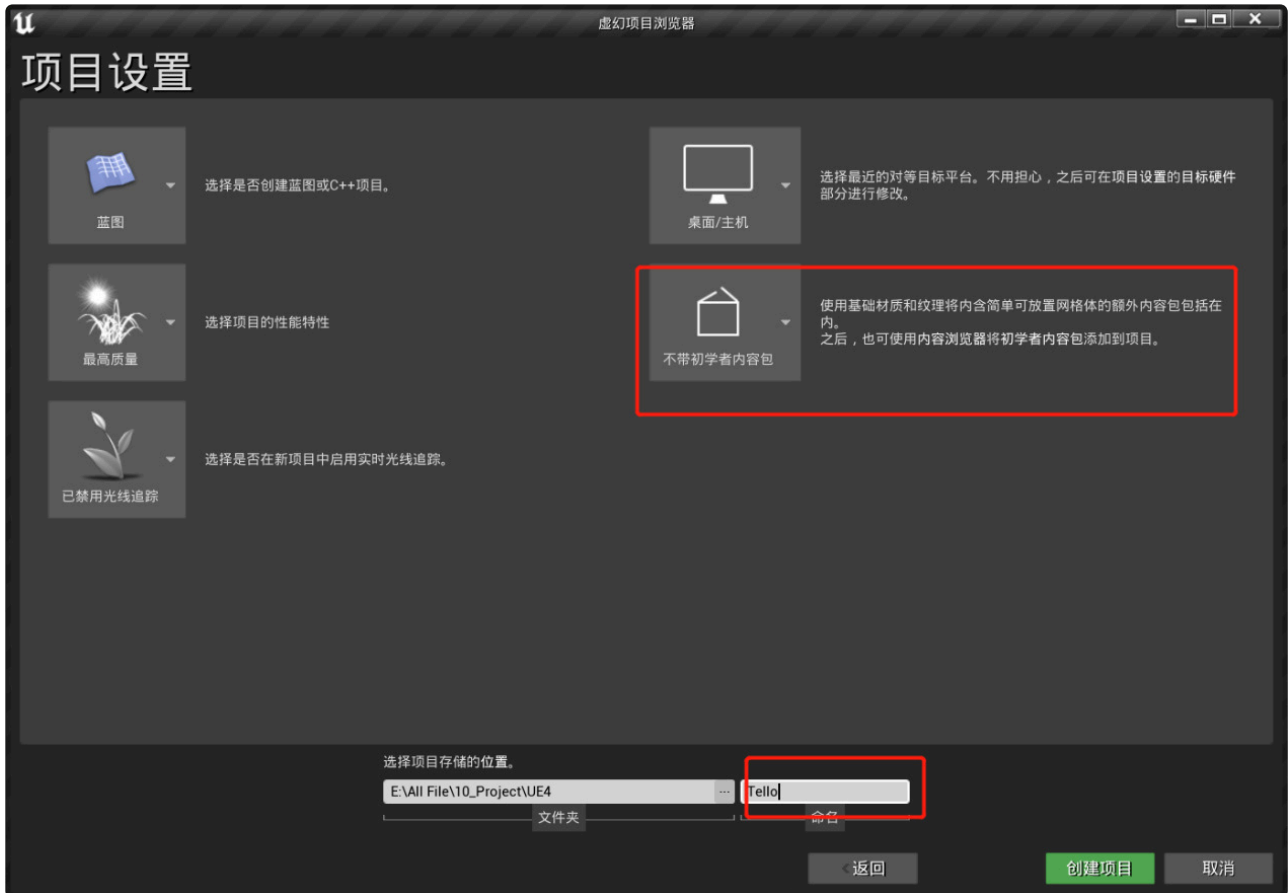 虚幻项目浏览器
项目设置
蓝图
选择是否创建蓝图或C++项目。
桌面/主机
选择最近的对等目标平台。不用担心，之后可在项目设置的目标硬件
部分进行修改。
最高质量
选择项目的性能特性
不带初学者内容包
使用基础材质和纹理将内含简单可放置网格体的额外内容包包括在
内。
之后，也可使用内容浏览器将初学者内容包添加到项目。
已禁用光线追踪
选择是否在新项目中启用实时光线追踪。
选择项目存储的位置。
E:\All File\10_Project\UE4
...
Tello
文件夹
命名
返回
创建项目
取消